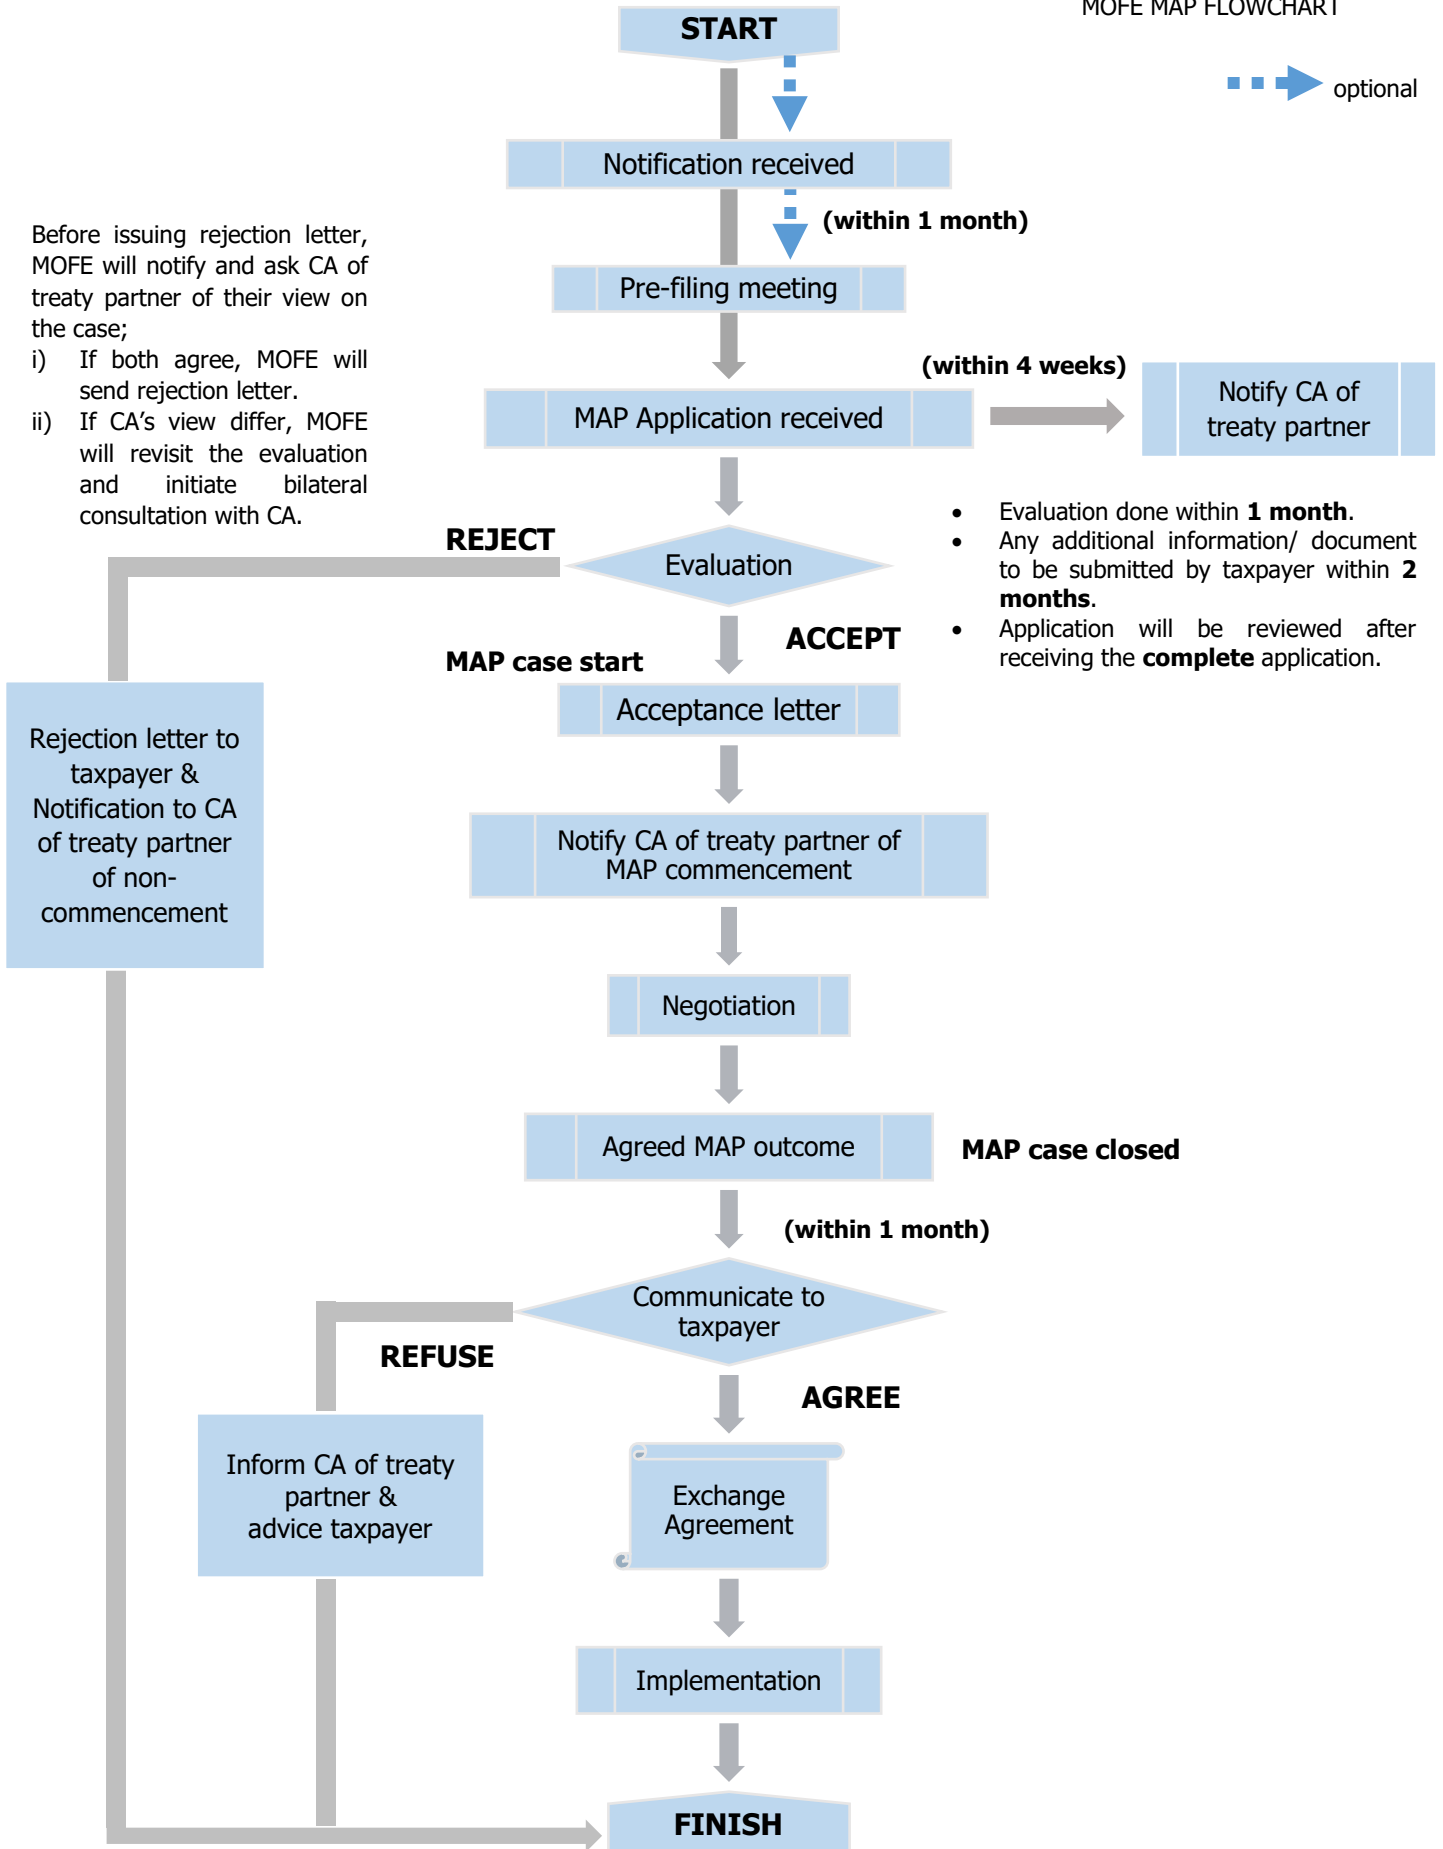 MOFE MAP FLOWCHART
START
optional
Notification received
(within 1 month)
Pre-filing meeting
Before issuing rejection letter,
MOFE will notify and ask CA of
treaty partner of their view on
the case;
i) If both agree, MOFE will
send rejection letter.
ii) If CA's view differ, MOFE
will revisit the evaluation
and initiate bilateral
consultation with CA.
(within 4 weeks)
MAP Application received
Notify CA of
treaty partner
REJECT
Evaluation
• Evaluation done within 1 month.
• Any additional information/ document
to be submitted by taxpayer within 2
months.
• Application will be reviewed after
receiving the complete application.
ACCEPT
MAP case start
Acceptance letter
Rejection letter to
taxpayer &
Notification to CA
of treaty partner
of non-
commencement
Notify CA of treaty partner of
MAP commencement
Negotiation
Agreed MAP outcome
MAP case closed
(within 1 month)
Communicate to
taxpayer
REFUSE
AGREE
Inform CA of treaty
partner &
advice taxpayer
Exchange
Agreement
Implementation
FINISH